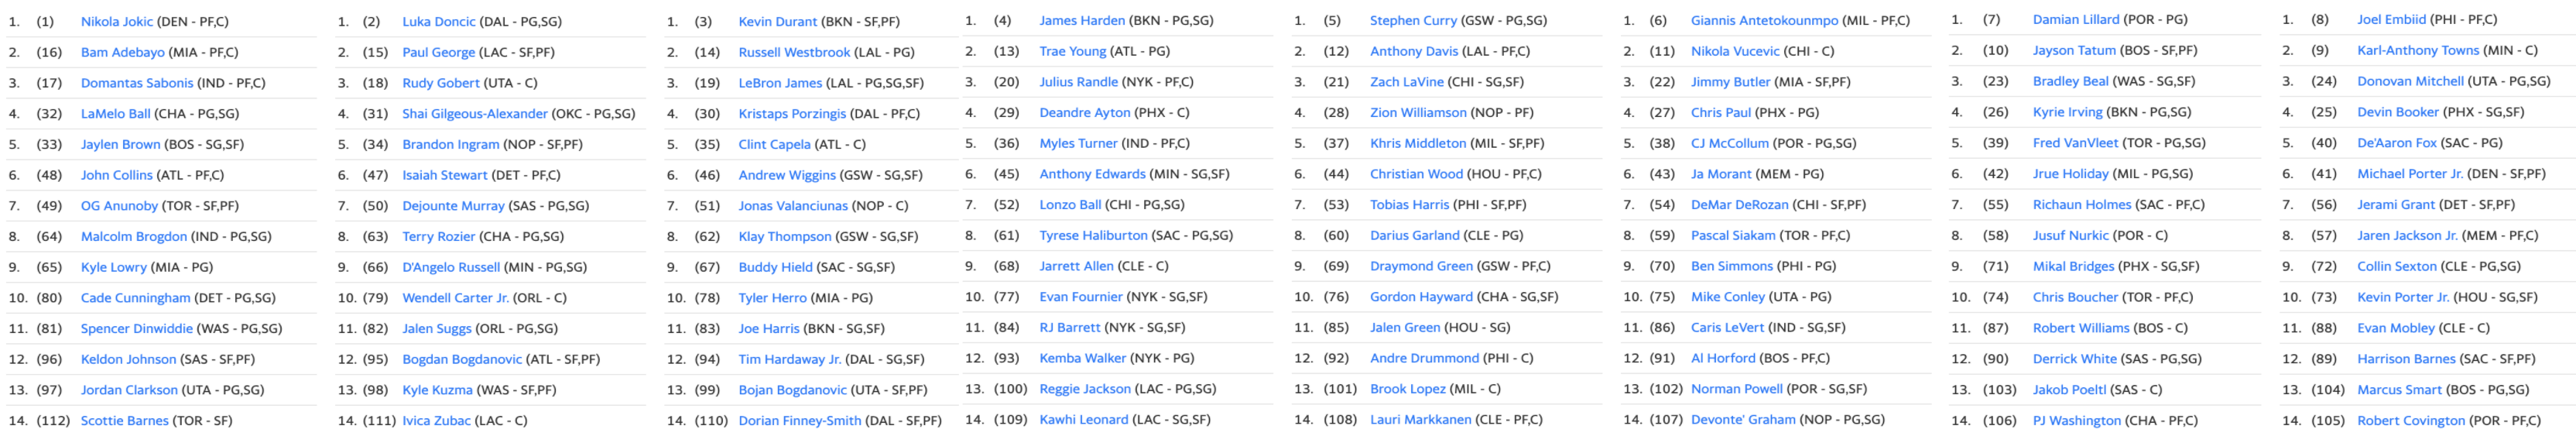 1. (1) Nikola Jokic (DEN - PF,C)
2. (16) Bam Adebayo (MIA - PF,C)
3. (17) Domantas Sabonis (IND - PF,C)
4. (32) LaMelo Ball (CHA - PG,SG)
5. (33) Jaylen Brown (BOS - SG,SF)
6. (48) John Collins (ATL - PF,C)
7. (49) OG Anunoby (TOR - SF,PF)
8. (64) Malcolm Brogdon (IND - PG,SG)
9. (65) Kyle Lowry (MIA - PG)
10. (80) Cade Cunningham (DET - PG,SG)
11. (81) Spencer Dinwiddie (WAS - PG,SG)
12. (96) Keldon Johnson (SAS - SF,PF)
13. (97) Jordan Clarkson (UTA - PG,SG)
14. (112) Scottie Barnes (TOR - SF)
1. (2) Luka Doncic (DAL - PG,SG)
2. (15) Paul George (LAC - SF,PF)
3. (18) Rudy Gobert (UTA - C)
4. (31) Shai Gilgeous-Alexander (OKC - PG,SG)
5. (34) Brandon Ingram (NOP - SF,PF)
6. (47) Isaiah Stewart (DET - PF,C)
7. (50) Dejounte Murray (SAS - PG,SG)
8. (63) Terry Rozier (CHA - PG,SG)
9. (66) D'Angelo Russell (MIN - PG,SG)
10. (79) Wendell Carter Jr. (ORL - C)
11. (82) Jalen Suggs (ORL - PG,SG)
12. (95) Bogdan Bogdanovic (ATL - SF,PF)
13. (98) Kyle Kuzma (WAS - SF,PF)
14. (111) Ivica Zubac (LAC - C)
1. (3) Kevin Durant (BKN - SF,PF)
2. (14) Russell Westbrook (LAL - PG)
3. (19) LeBron James (LAL - PG,SG,SF)
4. (30) Kristaps Porzingis (DAL - PF,C)
5. (35) Clint Capela (ATL - C)
6. (46) Andrew Wiggins (GSW - SG,SF)
7. (51) Jonas Valanciunas (NOP - C)
8. (62) Klay Thompson (GSW - SG,SF)
9. (67) Buddy Hield (SAC - SG,SF)
10. (78) Tyler Herro (MIA - PG)
11. (83) Joe Harris (BKN - SG,SF)
12. (94) Tim Hardaway Jr. (DAL - SG,SF)
13. (99) Bojan Bogdanovic (UTA - SF,PF)
14. (110) Dorian Finney-Smith (DAL - SF,PF)
1. (4) James Harden (BKN - PG,SG)
2. (13) Trae Young (ATL - PG)
3. (20) Julius Randle (NYK - PF,C)
4. (29) Deandre Ayton (PHX - C)
5. (36) Myles Turner (IND - PF,C)
6. (45) Anthony Edwards (MIN - SG,SF)
7. (52) Lonzo Ball (CHI - PG,SG)
8. (61) Tyrese Haliburton (SAC - PG,SG)
9. (68) Jarrett Allen (CLE - C)
10. (77) Evan Fournier (NYK - SG,SF)
11. (84) RJ Barrett (NYK - SG,SF)
12. (93) Kemba Walker (NYK - PG)
13. (100) Reggie Jackson (LAC - PG,SG)
14. (109) Kawhi Leonard (LAC - SG,SF)
1. (5) Stephen Curry (GSW - PG,SG)
2. (12) Anthony Davis (LAL - PF,C)
3. (21) Zach LaVine (CHI - SG,SF)
4. (28) Zion Williamson (NOP - PF)
5. (37) Khris Middleton (MIL - SF,PF)
6. (44) Christian Wood (HOU - PF,C)
7. (53) Tobias Harris (PHI - SF,PF)
8. (60) Darius Garland (CLE - PG)
9. (69) Draymond Green (GSW - PF,C)
10. (76) Gordon Hayward (CHA - SG,SF)
11. (85) Jalen Green (HOU - SG)
12. (92) Andre Drummond (PHI - C)
13. (101) Brook Lopez (MIL - C)
14. (108) Lauri Markkanen (CLE - PF,C)
1. (6) Giannis Antetokounmpo (MIL - PF,C)
2. (11) Nikola Vucevic (CHI - C)
3. (22) Jimmy Butler (MIA - SF,PF)
4. (27) Chris Paul (PHX - PG)
5. (38) CJ McCollum (POR - PG,SG)
6. (43) Ja Morant (MEM - PG)
7. (54) DeMar DeRozan (CHI - SF,PF)
8. (59) Pascal Siakam (TOR - PF,C)
9. (70) Ben Simmons (PHI - PG)
10. (75) Mike Conley (UTA - PG)
11. (86) Caris LeVert (IND - SG,SF)
12. (91) Al Horford (BOS - PF,C)
13. (102) Norman Powell (POR - SG,SF)
14. (107) Devonte' Graham (NOP - PG,SG)
1. (7) Damian Lillard (POR - PG)
2. (10) Jayson Tatum (BOS - SF,PF)
3. (23) Bradley Beal (WAS - SG,SF)
4. (26) Kyrie Irving (BKN - PG,SG)
5. (39) Fred VanVleet (TOR - PG,SG)
6. (42) Jrue Holiday (MIL - PG,SG)
7. (55) Richaun Holmes (SAC - PF,C)
8. (58) Jusuf Nurkic (POR - C)
9. (71) Mikal Bridges (PHX - SG,SF)
10. (74) Chris Boucher (TOR - PF,C)
11. (87) Robert Williams (BOS - C)
12. (90) Derrick White (SAS - PG,SG)
13. (103) Jakob Poeltl (SAS - C)
14. (106) PJ Washington (CHA - PF,C)
1. (8) Joel Embiid (PHI - PF,C)
2. (9) Karl-Anthony Towns (MIN - C)
3. (24) Donovan Mitchell (UTA - PG,SG)
4. (25) Devin Booker (PHX - SG,SF)
5. (40) De'Aaron Fox (SAC - PG)
6. (41) Michael Porter Jr. (DEN - SF,PF)
7. (56) Jerami Grant (DET - SF,PF)
8. (57) Jaren Jackson Jr. (MEM - PF,C)
9. (72) Collin Sexton (CLE - PG,SG)
10. (73) Kevin Porter Jr. (HOU - SG,SF)
11. (88) Evan Mobley (CLE - C)
12. (89) Harrison Barnes (SAC - SF,PF)
13. (104) Marcus Smart (BOS - PG,SG)
14. (105) Robert Covington (POR - PF,C)